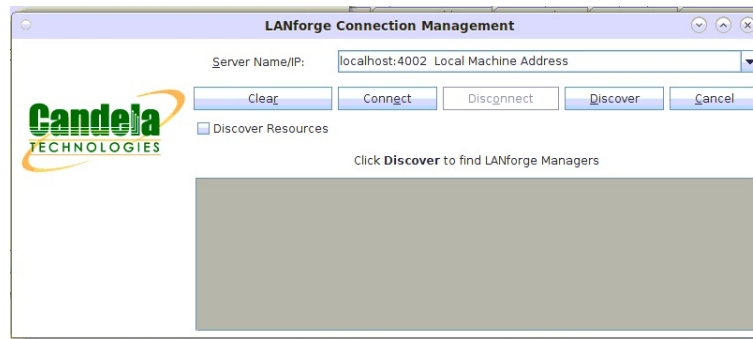 LANforge Connection Management
Server Name/IP: localhost:4002 Local Machine Address
Clear Connect Disconnect Discover Cancel
Candela
TECHNOLOGIES
Discover Resources
Click Discover to find LANforge Managers